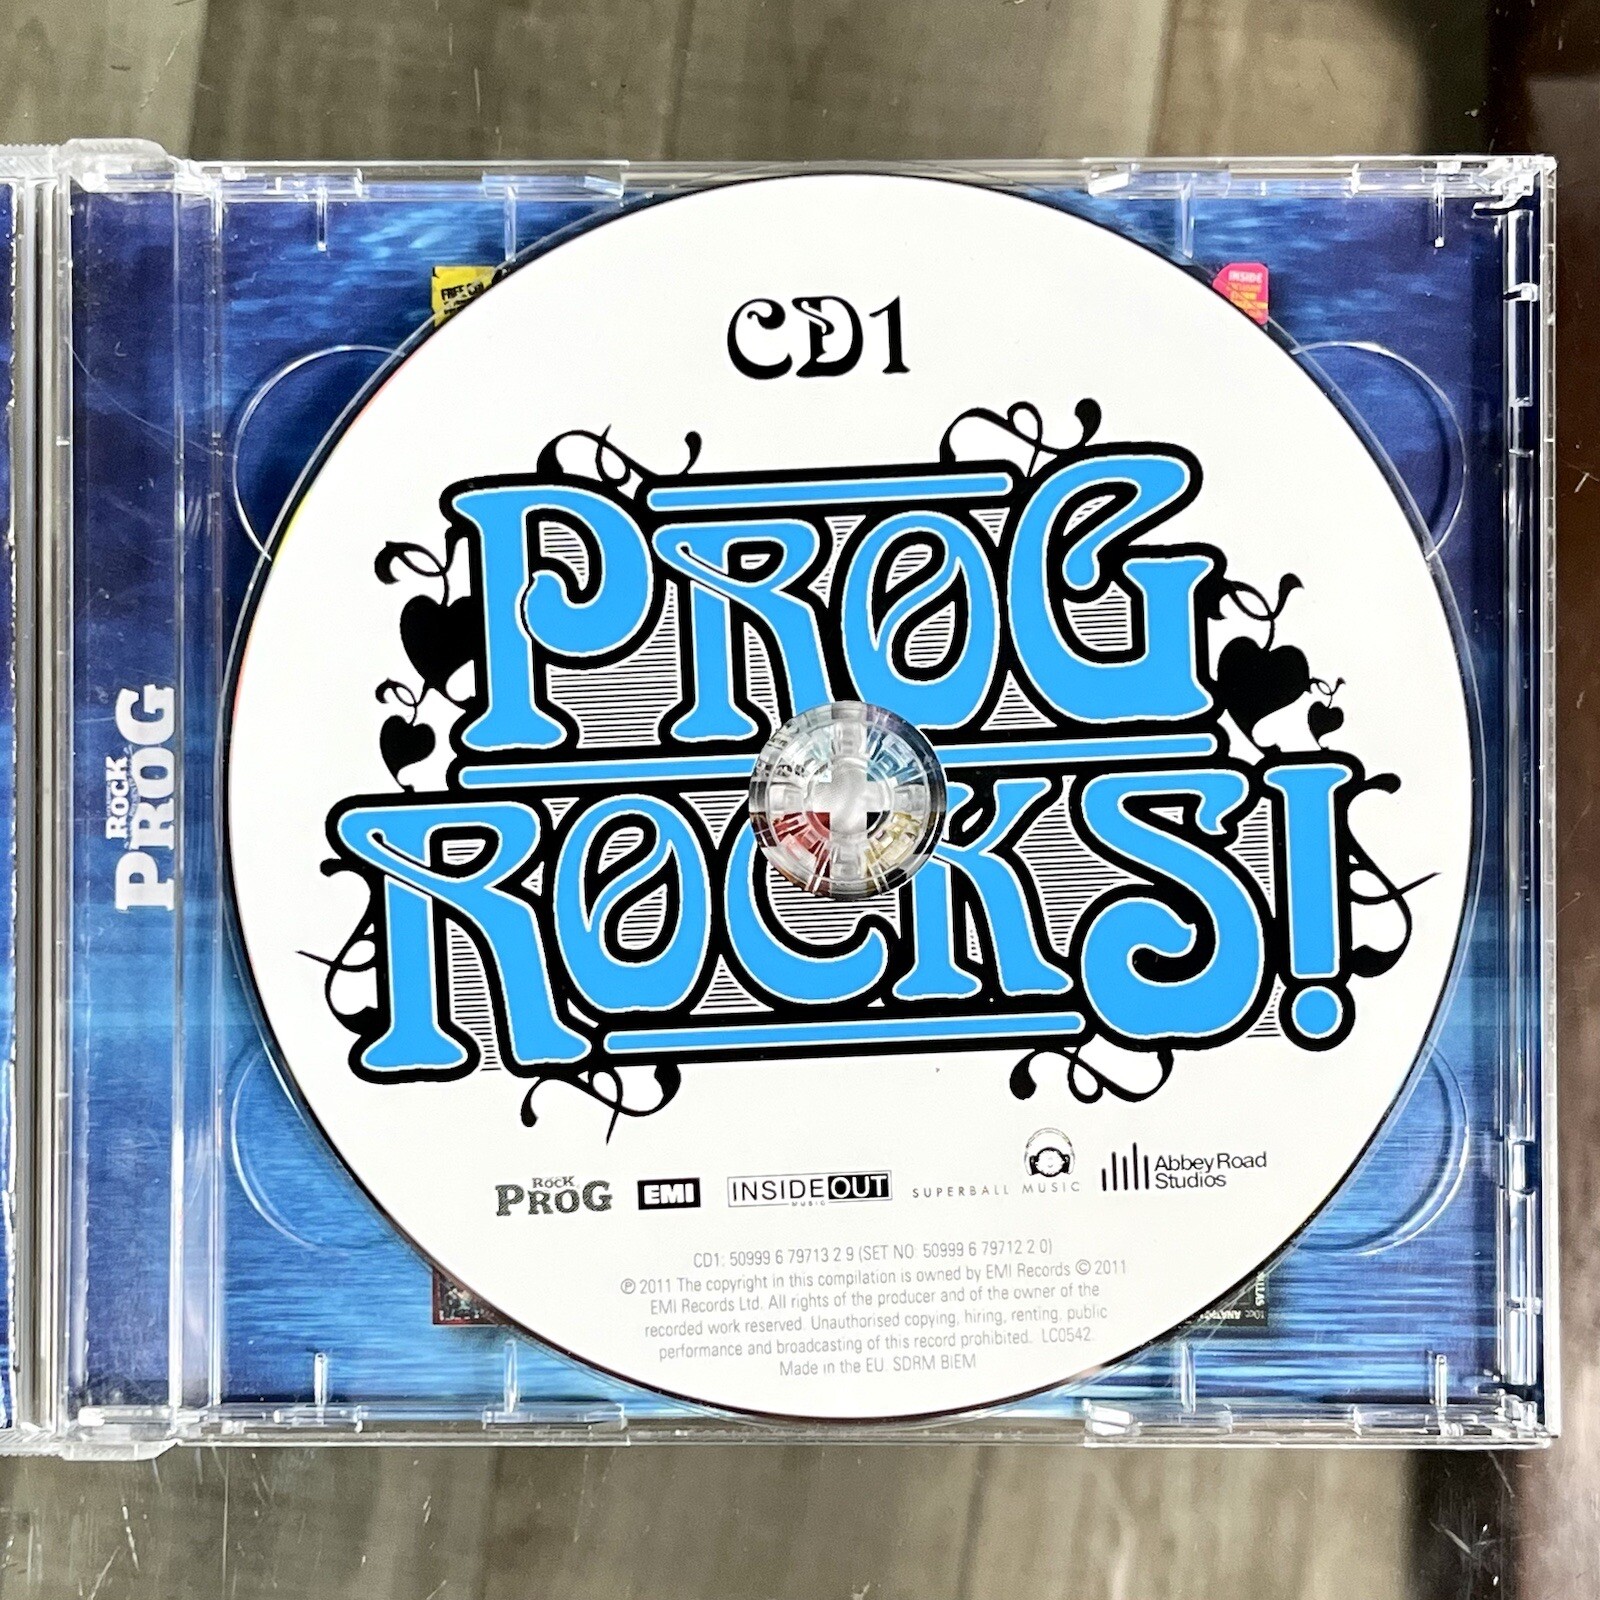 CD1
PROG
ROCKS!
ROCK
PROG
EMI
INSIDEOUT
MUSIC
SUPERBALL MUSIC
Abbey Road
Studios
CD1: 50999 6 79713 2 9 (SET NO: 50999 6 79712 2 0)
℗ 2011 The copyright in this compilation is owned by EMI Records © 2011
EMI Records Ltd. All rights of the producer and of the owner of the
recorded work reserved. Unauthorised copying, hiring, renting, public
performance and broadcasting of this record prohibited. LC0542.
Made in the EU. SDRM BIEM
ROCK
PROG
INSIDE